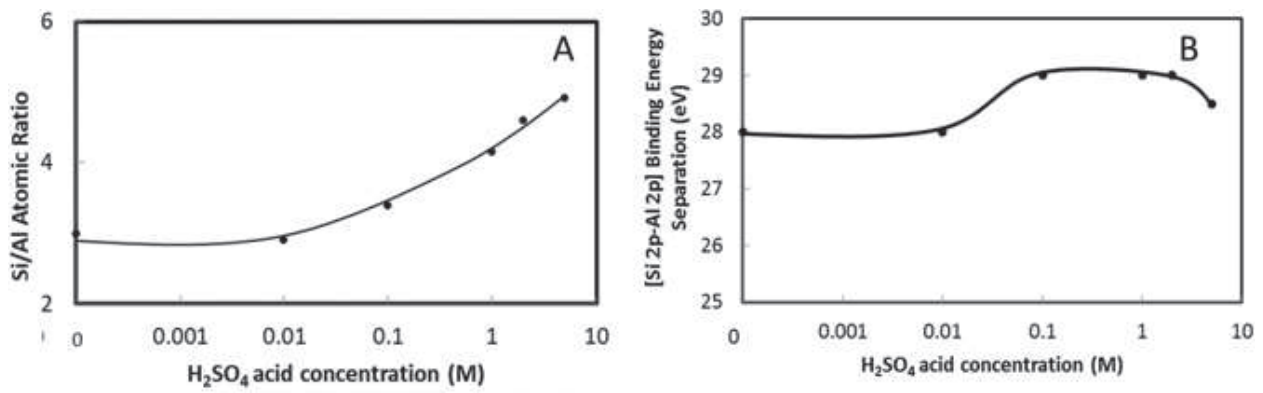 6
A
4
2
Si/Al Atomic Ratio
0 0.001 0.01 0.1 1 10
H₂SO₄ acid concentration (M)
30
B
29
28
27
26
25
[Si 2p-Al 2p] Binding Energy
Separation (eV)
0 0.001 0.01 0.1 1 10
H₂SO₄ acid concentration (M)